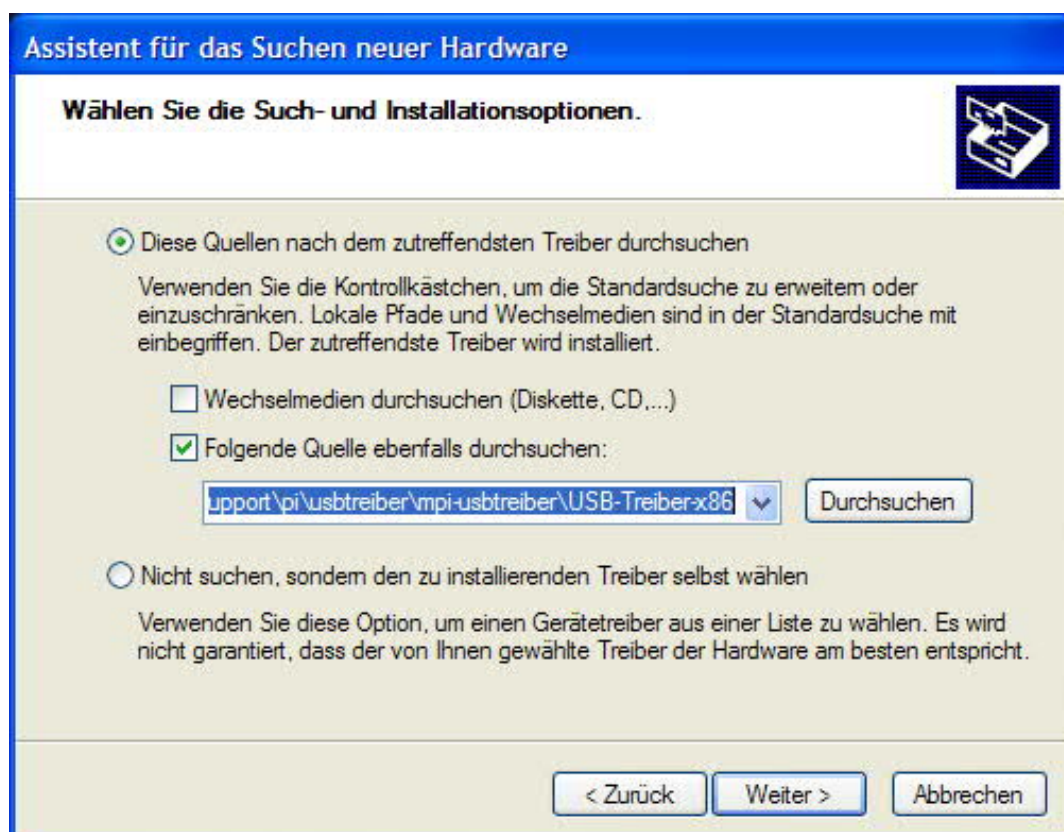 Assistent für das Suchen neuer Hardware
Wählen Sie die Such- und Installationsoptionen.
Diese Quellen nach dem zutreffendsten Treiber durchsuchen
Verwenden Sie die Kontrollkästchen, um die Standardsuche zu erweitern oder
einzuschränken. Lokale Pfade und Wechselmedien sind in der Standardsuche mit
einbegriffen. Der zutreffendste Treiber wird installiert.
Wechselmedien durchsuchen (Diskette, CD,...)
Folgende Quelle ebenfalls durchsuchen:
upport\pi\usbtreiber\mpi-usbtreiber\USB-Treiber-x86 Durchsuchen
Nicht suchen, sondern den zu installierenden Treiber selbst wählen
Verwenden Sie diese Option, um einen Gerätetreiber aus einer Liste zu wählen. Es wird
nicht garantiert, dass der von Ihnen gewählte Treiber der Hardware am besten entspricht.
< Zurück Weiter > Abbrechen